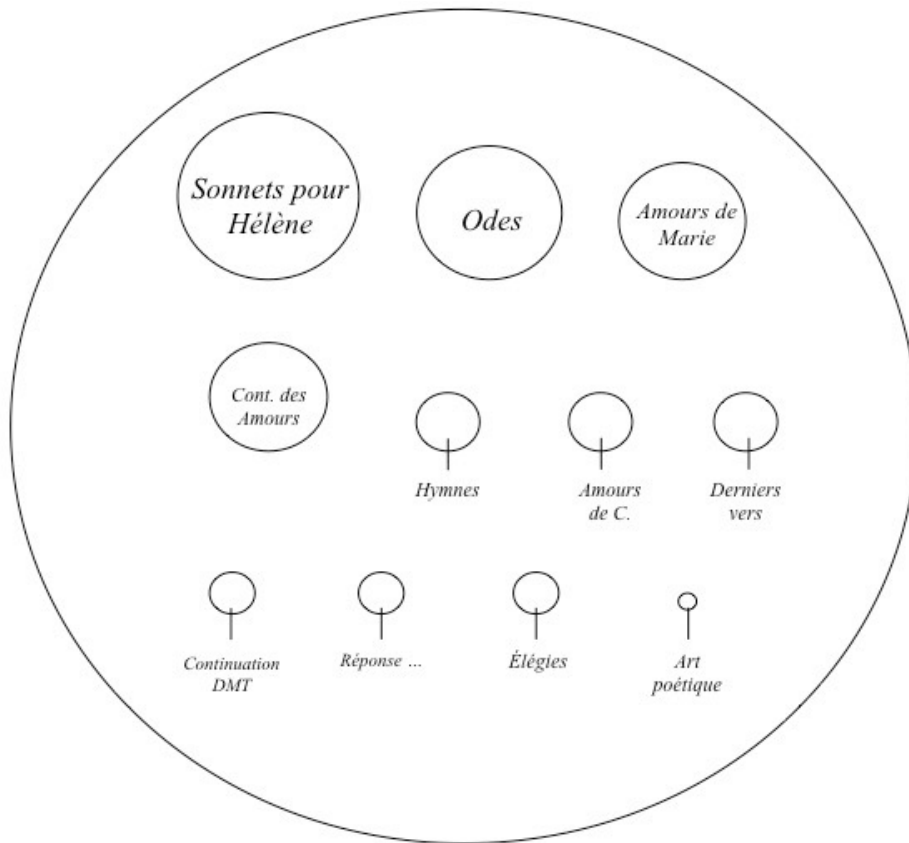 Sonnets pour
Hélène
Odes
Amours de
Marie
Cont. des
Amours
Hymnes
Amours
de C.
Derniers
vers
Continuation
DMT
Réponse ...
Élégies
Art
poétique